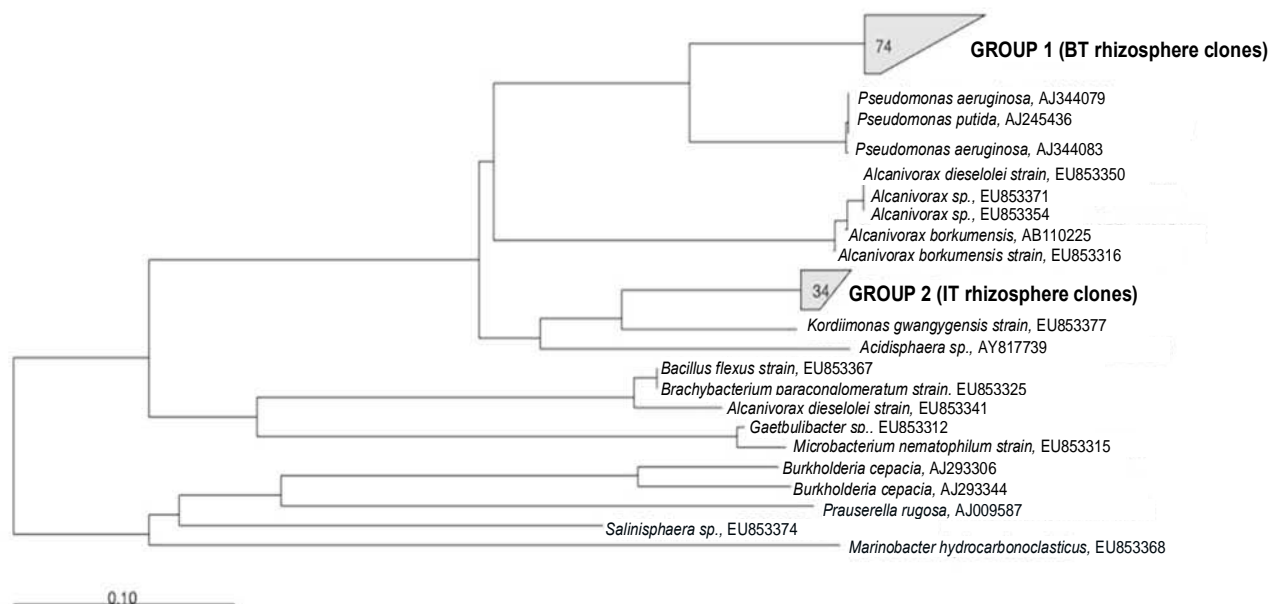 74
GROUP 1 (BT rhizosphere clones)
Pseudomonas aeruginosa, AJ344079
Pseudomonas putida, AJ245436
Pseudomonas aeruginosa, AJ344083
Alcanivorax dieselolei strain, EU853350
Alcanivorax sp., EU853371
Alcanivorax sp., EU853354
Alcanivorax borkumensis, AB110225
Alcanivorax borkumensis strain, EU853316
34
GROUP 2 (IT rhizosphere clones)
Kordiimonas gwangygensis strain, EU853377
Acidisphaera sp., AY817739
Bacillus flexus strain, EU853367
Brachybacterium paraconglomeratum strain. EU853325
Alcanivorax dieselolei strain, EU853341
Gaetbulibacter sp.. EU853312
Microbacterium nematophilum strain, EU853315
Burkholderia cepacia, AJ293306
Burkholderia cepacia, AJ293344
Prauserella rugosa, AJ009587
Salinisphaera sp., EU853374
Marinobacter hydrocarbonoclasticus, EU853368
0.10